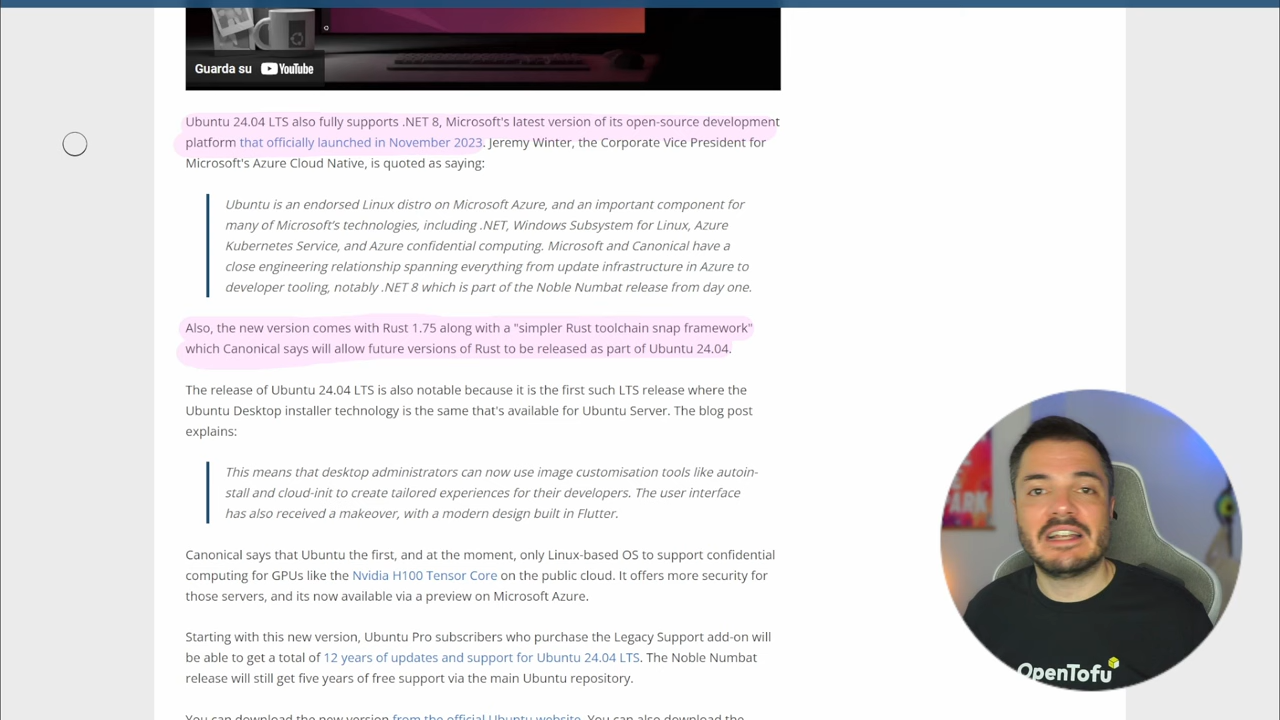 Guarda su YouTube
Ubuntu 24.04 LTS also fully supports .NET 8, Microsoft's latest version of its open-source development
platform that officially launched in November 2023. Jeremy Winter, the Corporate Vice President for
Microsoft's Azure Cloud Native, is quoted as saying:
Ubuntu is an endorsed Linux distro on Microsoft Azure, and an important component for
many of Microsoft's technologies, including .NET, Windows Subsystem for Linux, Azure
Kubernetes Service, and Azure confidential computing. Microsoft and Canonical have a
close engineering relationship spanning everything from update infrastructure in Azure to
developer tooling, notably .NET 8 which is part of the Noble Numbat release from day one.
Also, the new version comes with Rust 1.75 along with a "simpler Rust toolchain snap framework"
which Canonical says will allow future versions of Rust to be released as part of Ubuntu 24.04.
The release of Ubuntu 24.04 LTS is also notable because it is the first such LTS release where the
Ubuntu Desktop installer technology is the same that's available for Ubuntu Server. The blog post
explains:
This means that desktop administrators can now use image customisation tools like autoin-
stall and cloud-init to create tailored experiences for their developers. The user interface
has also received a makeover, with a modern design built in Flutter.
Canonical says that Ubuntu the first, and at the moment, only Linux-based OS to support confidential
computing for GPUs like the Nvidia H100 Tensor Core on the public cloud. It offers more security for
those servers, and its now available via a preview on Microsoft Azure.
Starting with this new version, Ubuntu Pro subscribers who purchase the Legacy Support add-on will
be able to get a total of 12 years of updates and support for Ubuntu 24.04 LTS. The Noble Numbat
release will still get five years of free support via the main Ubuntu repository.
You can download the new version from the official Ubuntu website. You can also download the
OpenTofu